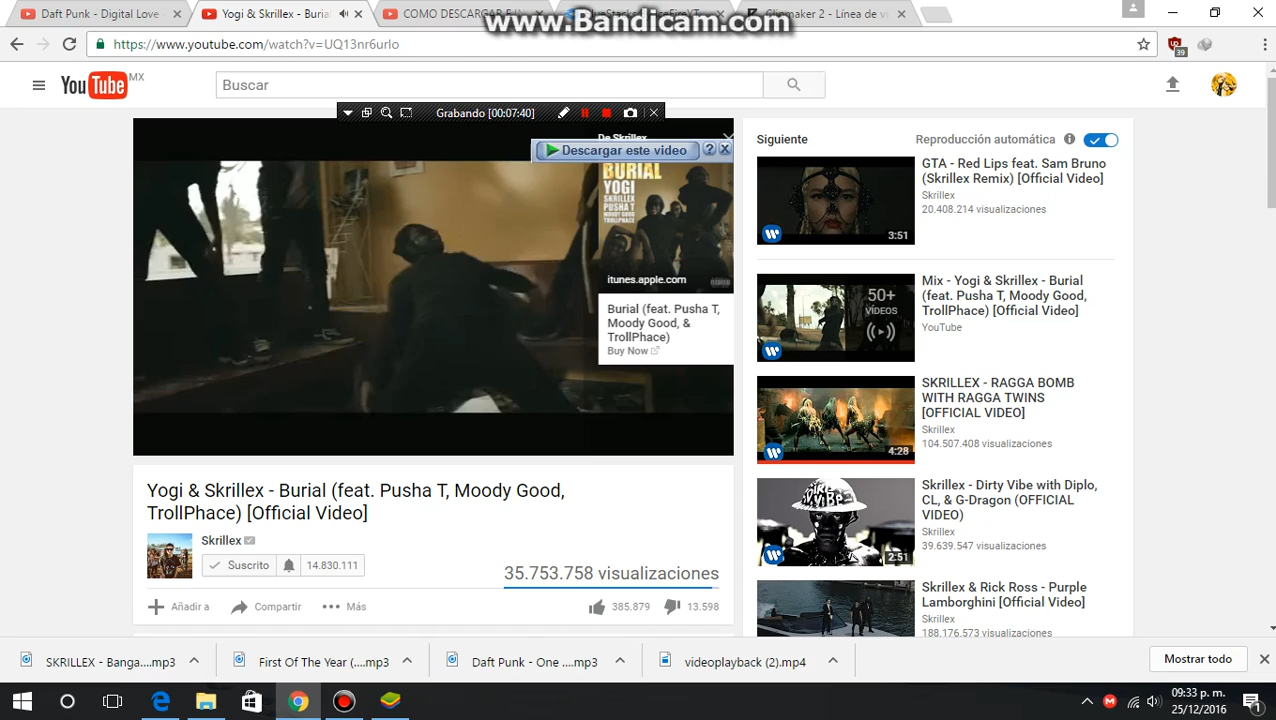 Daft Punk - Digital Love
Yogi & Skrillex - Burial
COMO DESCARGAR
www.Bandicam.com
https://www.youtube.com/watch?v=UQ13nr6urIo
39
YouTube MX
Buscar
Grabando [00:07:40]
De Skrillex
Descargar este video
BURIAL
YOGI
SKRILLEX
PUSHA T
MOODY GOOD
TROLLPHACE
itunes.apple.com
Burial (feat. Pusha T,
Moody Good, &
TrollPhace)
Buy Now
Yogi & Skrillex - Burial (feat. Pusha T, Moody Good,
TrollPhace) [Official Video]
Skrillex
Suscrito
14.830.111
35.753.758 visualizaciones
Añadir a
Compartir
Más
385.879
13.598
Siguiente
Reproducción automática
GTA - Red Lips feat. Sam Bruno
(Skrillex Remix) [Official Video]
Skrillex
20.408.214 visualizaciones
3:51
Mix - Yogi & Skrillex - Burial
(feat. Pusha T, Moody Good,
TrollPhace) [Official Video]
YouTube
50+
VÍDEOS
SKRILLEX - RAGGA BOMB
WITH RAGGA TWINS
[OFFICIAL VIDEO]
Skrillex
104.507.408 visualizaciones
4:28
Skrillex - Dirty Vibe with Diplo,
CL, & G-Dragon (OFFICIAL
VIDEO)
Skrillex
39.639.547 visualizaciones
2:51
Skrillex & Rick Ross - Purple
Lamborghini [Official Video]
Skrillex
188.176.573 visualizaciones
SKRILLEX - Banga....mp3
First Of The Year (....mp3
Daft Punk - One ....mp3
videoplayback (2).mp4
Mostrar todo
09:33 p. m.
25/12/2016
1